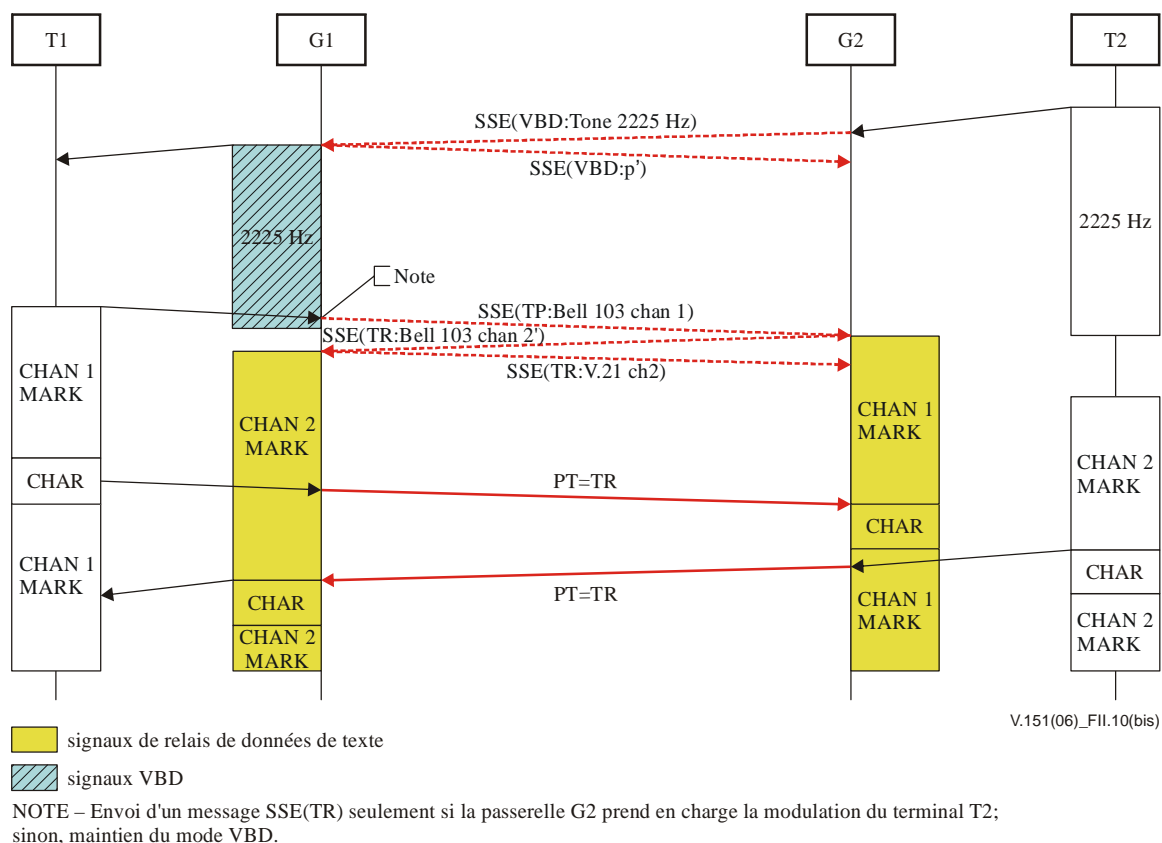 T1
G1
G2
T2
SSE(VBD:Tone 2225 Hz)
SSE(VBD:p')
2225 Hz
2225 Hz
Note
SSE(TP:Bell 103 chan 1)
SSE(TR:Bell 103 chan 2')
SSE(TR:V.21 ch2)
CHAN 1
MARK
CHAN 2
MARK
CHAN 1
MARK
CHAN 2
MARK
CHAR
PT=TR
CHAR
CHAN 1
MARK
PT=TR
CHAR
CHAN 1
MARK
CHAR
CHAN 2
MARK
CHAN 2
MARK
V.151(06)_FII.10(bis)
signaux de relais de données de texte
signaux VBD
NOTE – Envoi d'un message SSE(TR) seulement si la passerelle G2 prend en charge la modulation du terminal T2;
sinon, maintien du mode VBD.